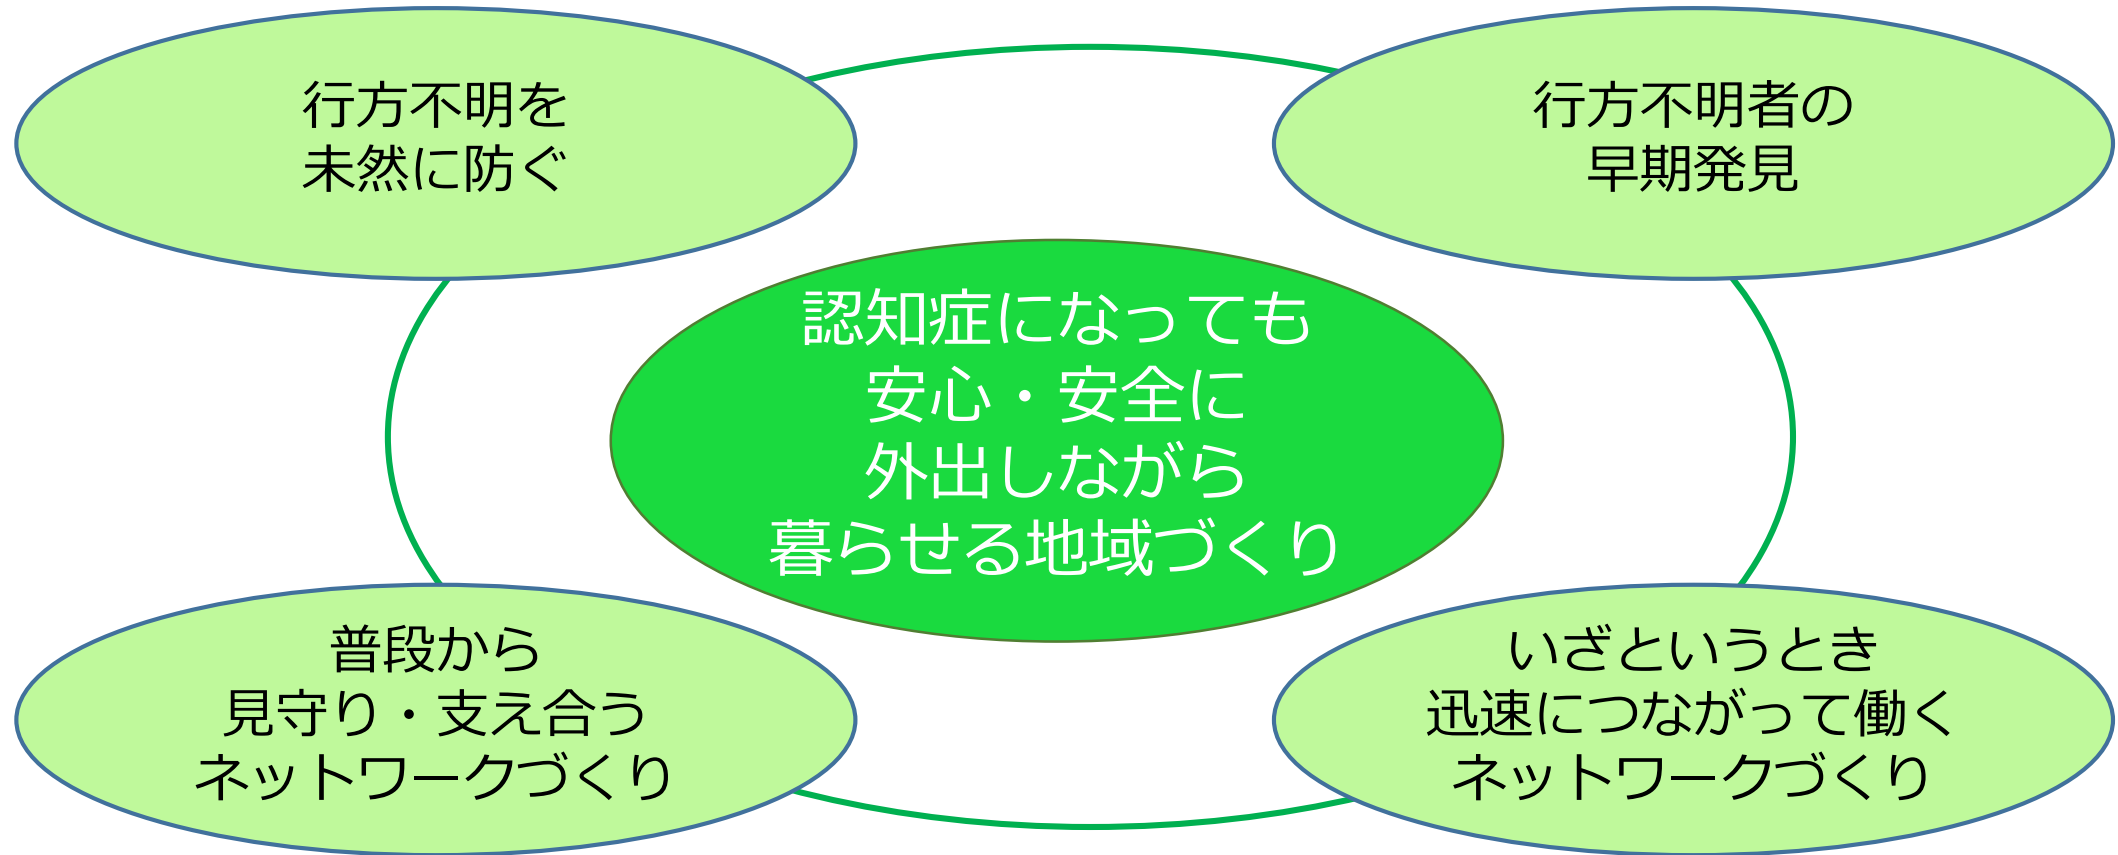 行方不明を
未然に防ぐ
行方不明者の
早期発見
認知症になっても
安心・安全に
外出しながら
暮らせる地域づくり
普段から
見守り・支え合う
ネットワークづくり
いざというとき
迅速につながって働く
ネットワークづくり